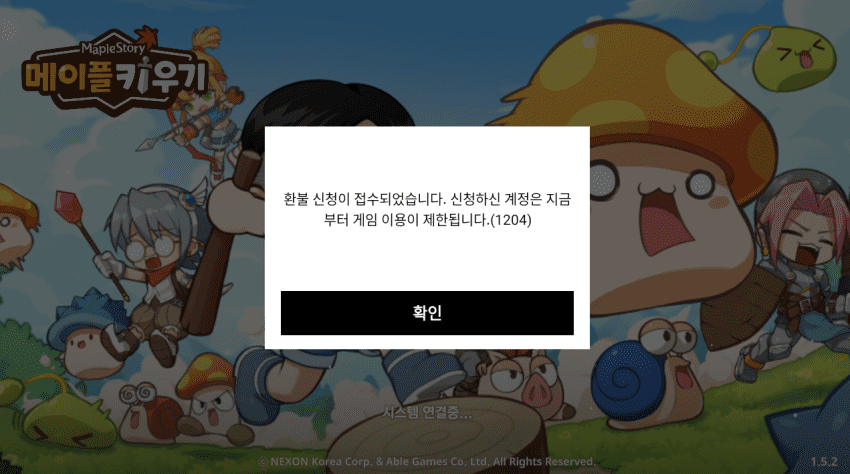 MapleStory
메이플키우기
환불 신청이 접수되었습니다. 신청하신 계정은 지금
부터 게임 이용이 제한됩니다.(1204)
확인
시스템 연결중...
© NEXON Korea Corp. & Able Games Co. Ltd. All Rights Reserved.
1.5.2